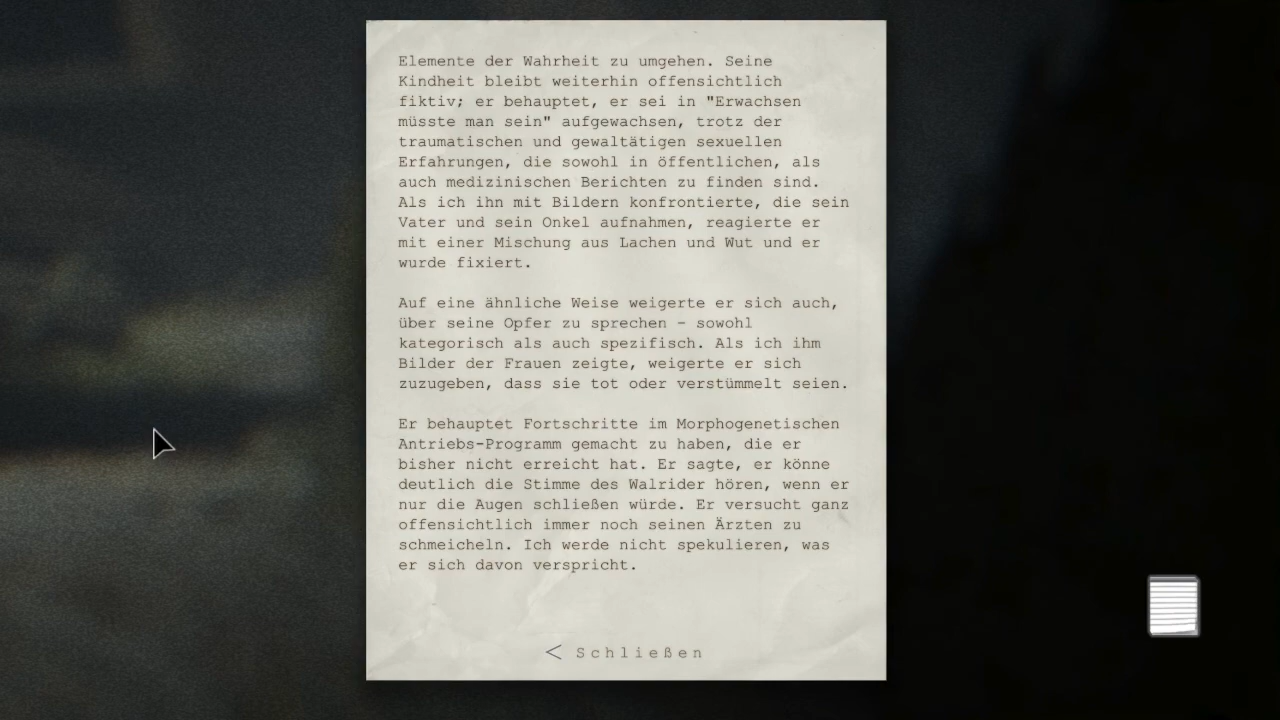 Elemente der Wahrheit zu umgehen. Seine
Kindheit bleibt weiterhin offensichtlich
fiktiv; er behauptet, er sei in "Erwachsen
müsste man sein" aufgewachsen, trotz der
traumatischen und gewaltätigen sexuellen
Erfahrungen, die sowohl in öffentlichen, als
auch medizinischen Berichten zu finden sind.
Als ich ihn mit Bildern konfrontierte, die sein
Vater und sein Onkel aufnahmen, reagierte er
mit einer Mischung aus Lachen und Wut und er
wurde fixiert.
Auf eine ähnliche Weise weigerte er sich auch,
über seine Opfer zu sprechen – sowohl
kategorisch als auch spezifisch. Als ich ihm
Bilder der Frauen zeigte, weigerte er sich
zuzugeben, dass sie tot oder verstümmelt seien.
Er behauptet Fortschritte im Morphogenetischen
Antriebs-Programm gemacht zu haben, die er
bisher nicht erreicht hat. Er sagte, er könne
deutlich die Stimme des Walrider hören, wenn er
nur die Augen schließen würde. Er versucht ganz
offensichtlich immer noch seinen Ärzten zu
schmeicheln. Ich werde nicht spekulieren, was
er sich davon verspricht.
< Schließen